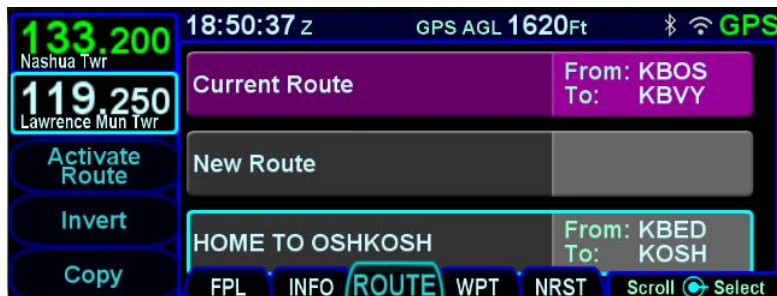 133.200
Nashua Twr
119.250
Lawrence Mun Twr
Activate
Route
Invert
Copy
18:50:37 Z GPS AGL 1620Ft GPS
Current Route
From: KBOS
To: KBVY
New Route
HOME TO OSHKOSH
From: KBED
To: KOSH
FPL INFO ROUTE WPT NRST Scroll Select